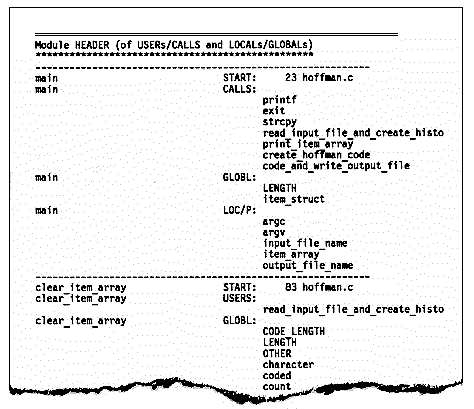 Module HEADER (of USERs/CALLS and LOCALs/GLOBALs)
main START: 23 hoffman.c
main CALLS:
printf
exit
strcpy
read_input_file_and_create_histo
print_item_array
create_hoffman_code
code_and_write_output_file
main GLOBL:
LENGTH
item_struct
main LOC/P:
argc
argv
input_file_name
item_array
output_file_name
clear_item_array START: 83 hoffman.c
clear_item_array USERS:
read_input_file_and_create_histo
clear_item_array GLOBL:
CODE_LENGTH
LENGTH
OTHER
character
coded
count